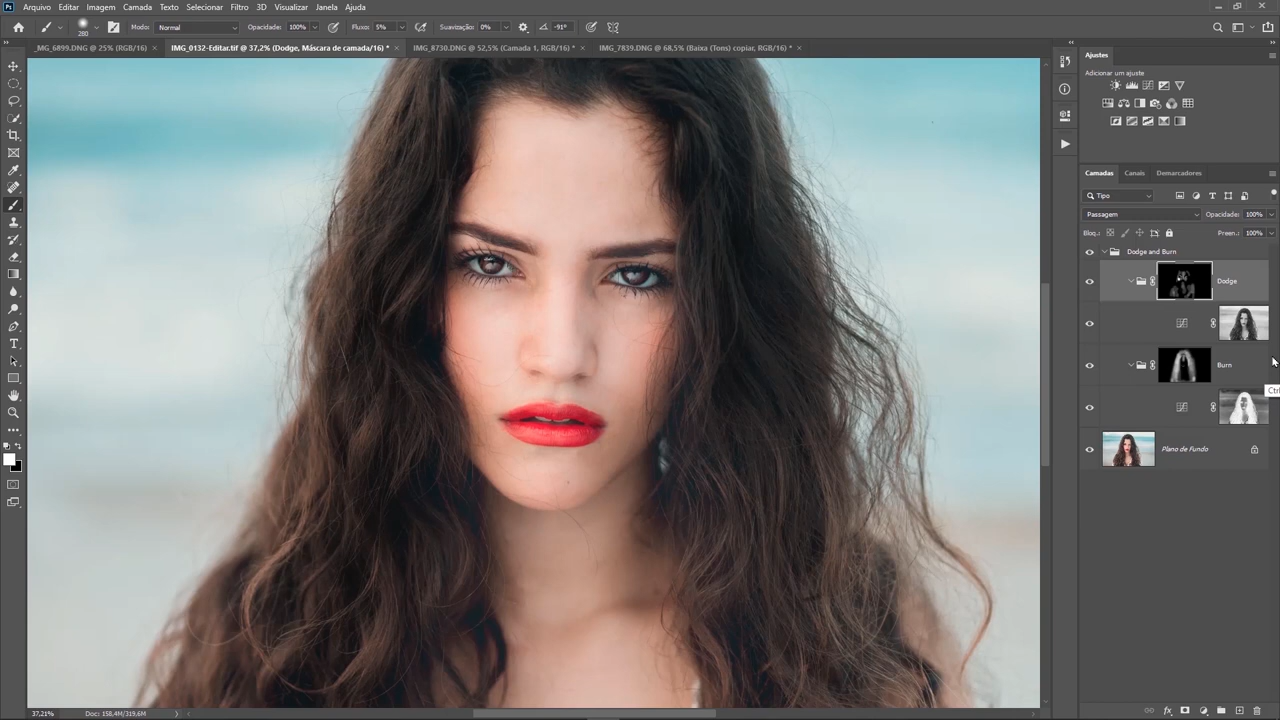 Arquivo Editar Imagem Camada Texto Selecionar Filtro 3D Visualizar Janela Ajuda
280 Modo: Normal Opacidade: 100% Fluxo: 5% Suavização: 0% -91°
_MG_6899.DNG @ 25% (RGB/16) × IMG_0132-Editar.tif @ 37,2% (Dodge, Máscara de camada/16) * × IMG_8730.DNG @ 52,5% (Camada 1, RGB/16) * × IMG_7839.DNG @ 68,5% (Baixa (Tons) copiar, RGB/16) * ×
Ajustes
Adicionar um ajuste
Camadas Canais Demarcadores
Tipo
Passagem Opacidade: 100%
Bloq.: Preen.: 100%
Dodge and Burn
Dodge
Burn
Ctrl
Plano de Fundo
37,21% Doc: 158,4M/319,6M